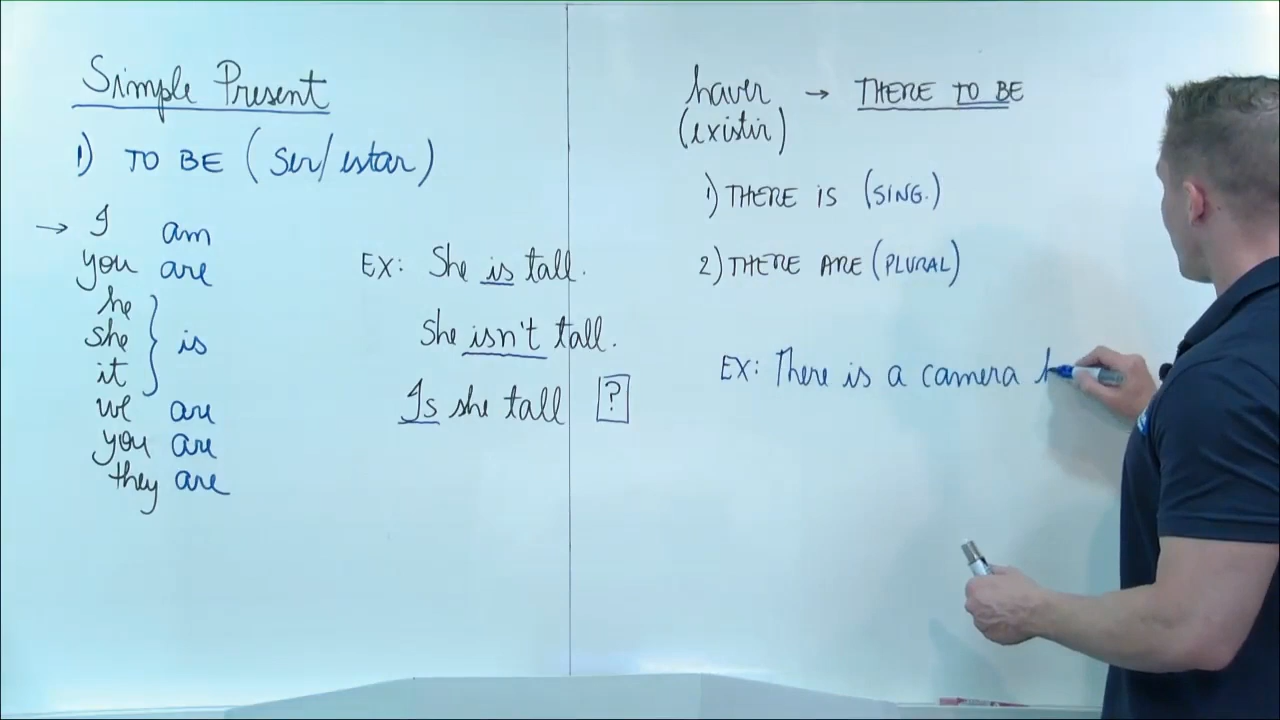 Simple Present
1) TO BE (ser/estar)
→ I am
you are
he
she } is
it
we are
you are
they are
EX: She is tall.
She isn't tall.
Is she tall ?
haver → THERE TO BE
(existir)
1) THERE IS (SING.)
2) THERE ARE (PLURAL)
EX: There is a camera h